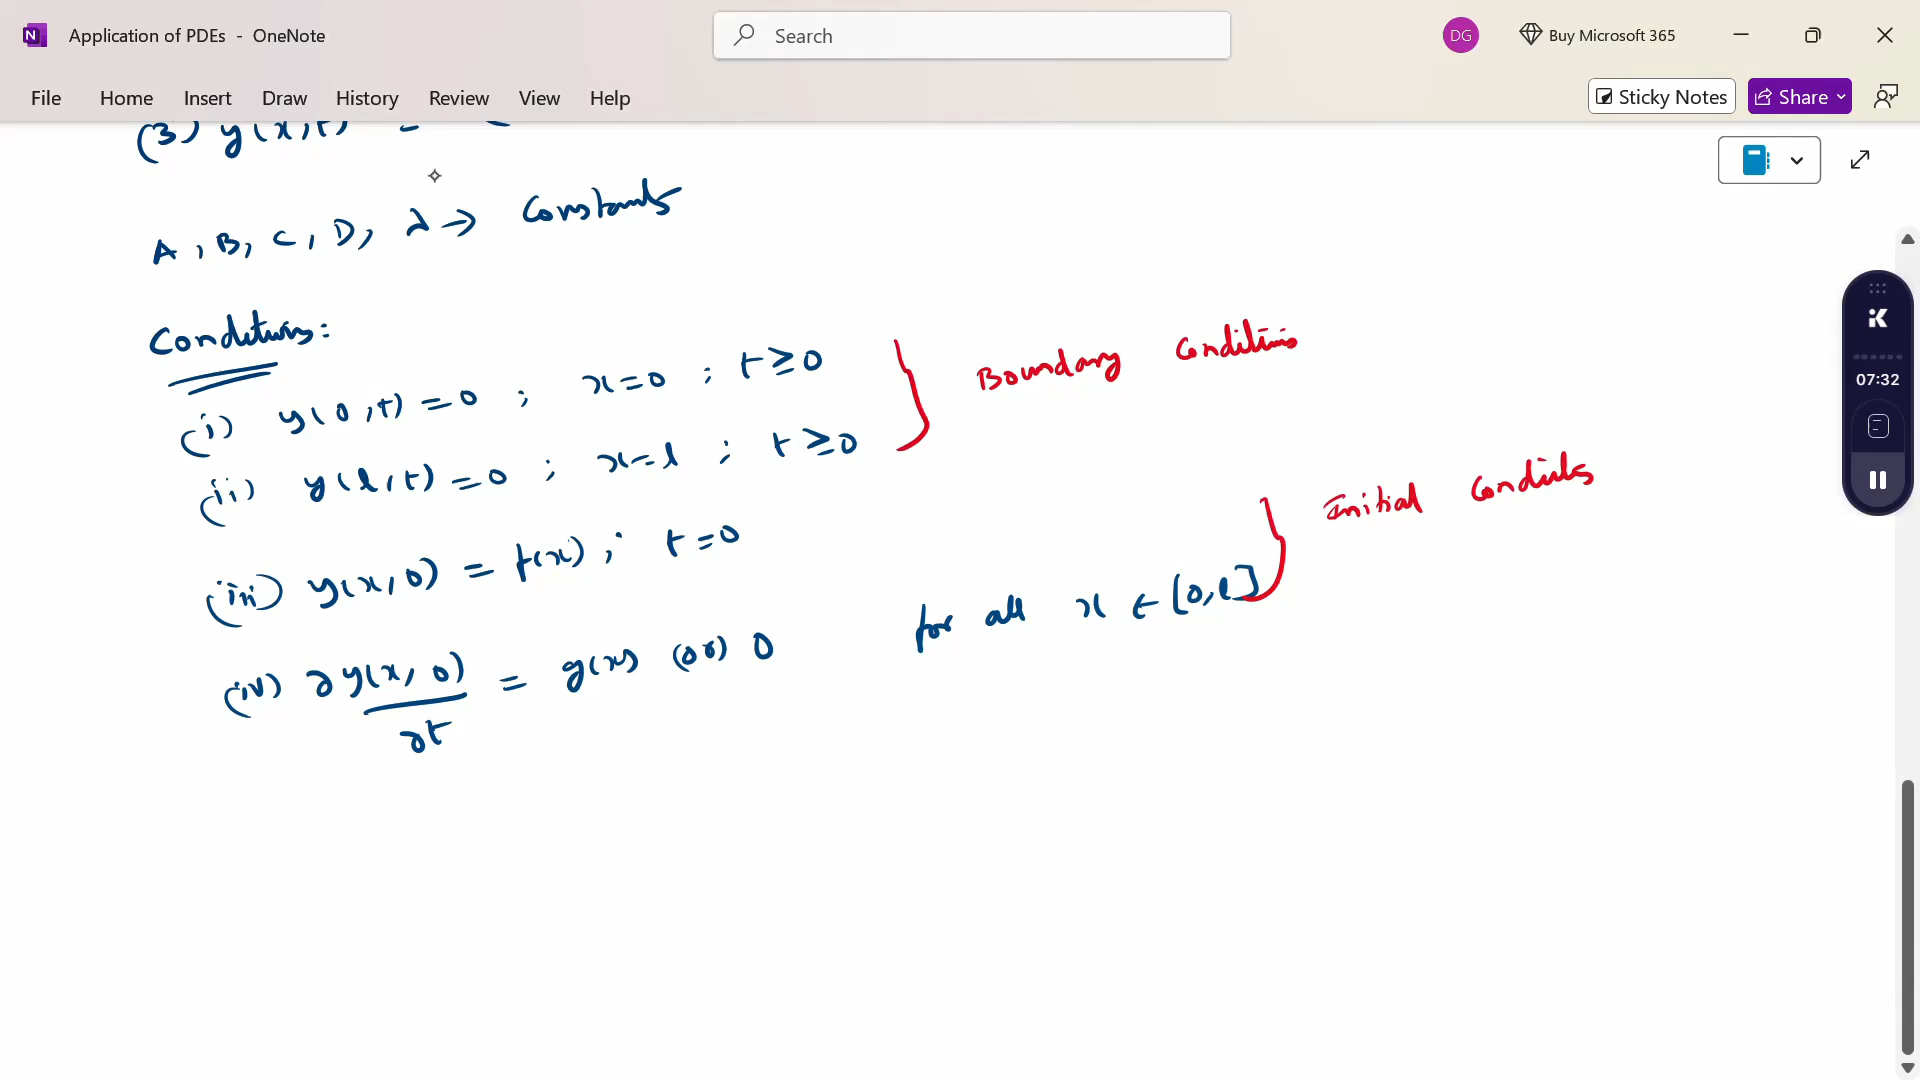 Application of PDEs - OneNote
Search
DG
Buy Microsoft 365
File Home Insert Draw History Review View Help
Sticky Notes
Share
(3) y(x,t) =
A, B, C, D, λ → Constants
Conditions:
(i) y(0,t) = 0 ; x=0 ; t≥0
Boundary Conditions
(ii) y(l,t) = 0 ; x=l ; t≥0
(iii) y(x,0) = f(x) ; t=0
Initial Conditions
for all x ∈ [0,l]
(iv) ∂y(x,0)/∂t = g(x) (or) 0
07:32